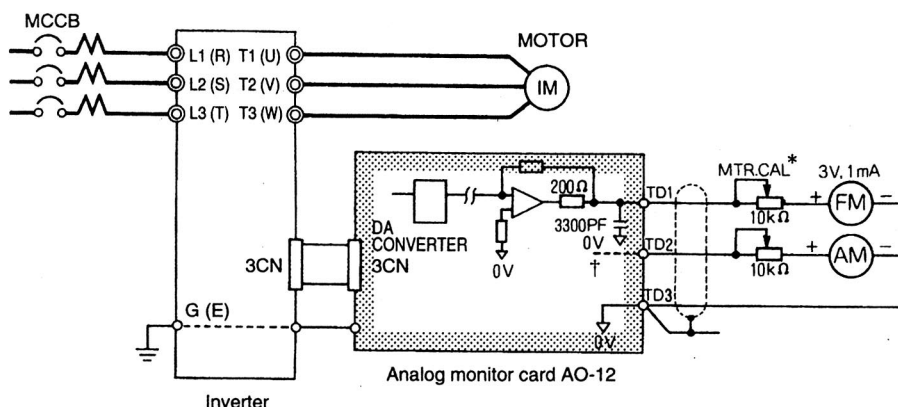 MCCB
L1 (R) T1 (U)
L2 (S) T2 (V)
L3 (T) T3 (W)
MOTOR
IM
DA
CONVERTER
3CN
3CN
200Ω
3300PF
0V
0V
†
0V
TD1
TD2
TD3
MTR.CAL*
10kΩ
10kΩ
3V, 1mA
+ FM −
+ AM −
G (E)
Analog monitor card AO-12
Inverter